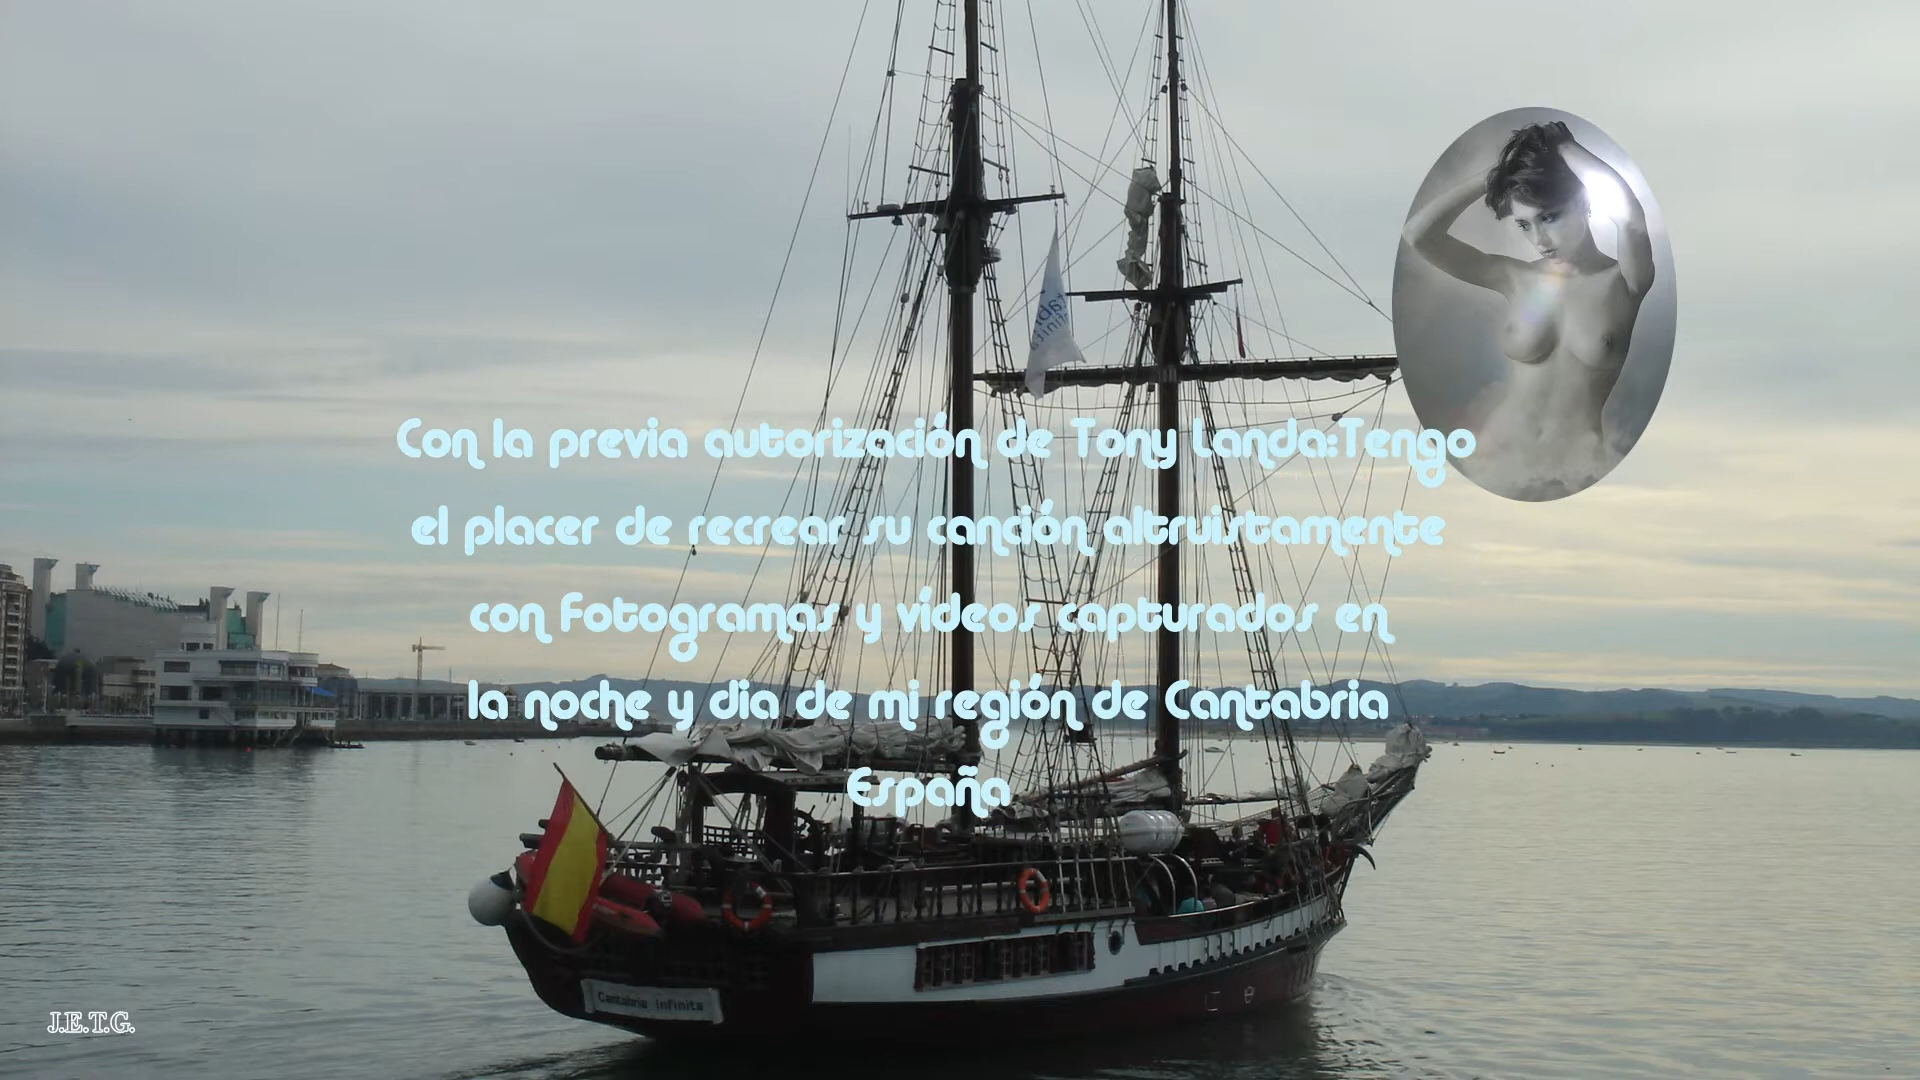 Con la previa autorización de Tony Landa:Tengo
el placer de recrear su canción altruistamente
con Fotogramas y vídeos capturados en
la noche y dia de mi región de Cantabria
España
Cantabria Infinita
J.E.T.G.